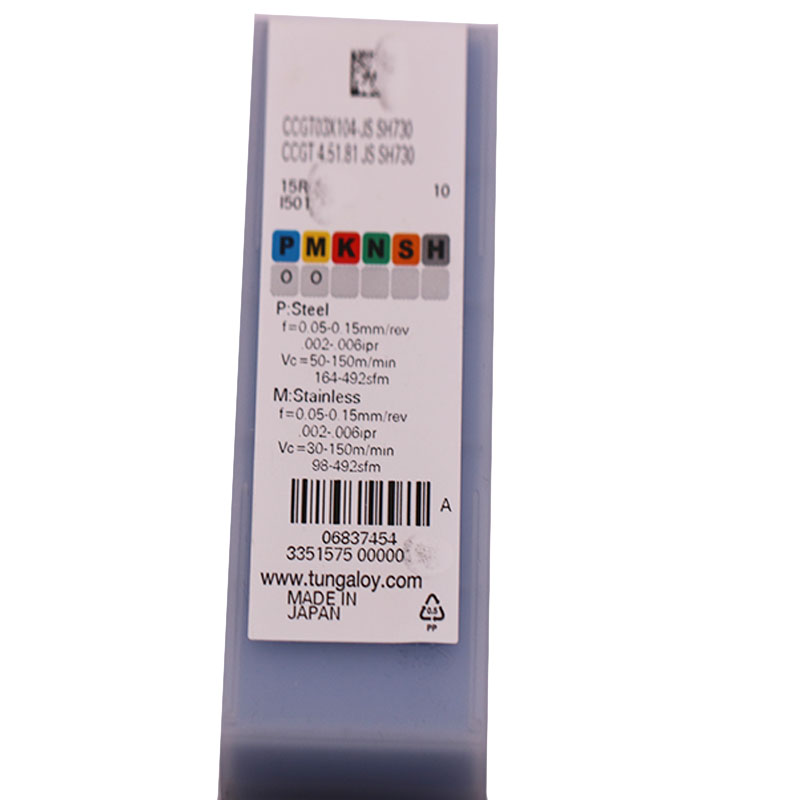 CCGT03X104-JS SH730
CCGT 4.51.81 JS SH730
15R 10
I501
P M K N S H
O O
P:Steel
f=0.05-0.15mm/rev
.002-.006ipr
Vc=50-150m/min
164-492sfm
M:Stainless
f=0.05-0.15mm/rev
.002-.006ipr
Vc=30-150m/min
98-492sfm
A
06837454
3351575 00000
www.tungaloy.com
MADE IN
JAPAN
0.5
PP